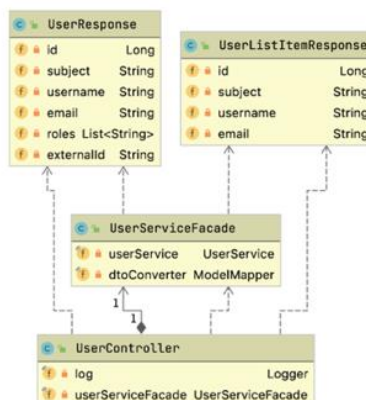 UserResponse
id Long
subject String
username String
email String
roles List<String>
externalId String
UserListItemResponse
id Long
subject String
username String
email String
UserServiceFacade
userService UserService
dtoConverter ModelMapper
1
1
UserController
log Logger
userServiceFacade UserServiceFacade